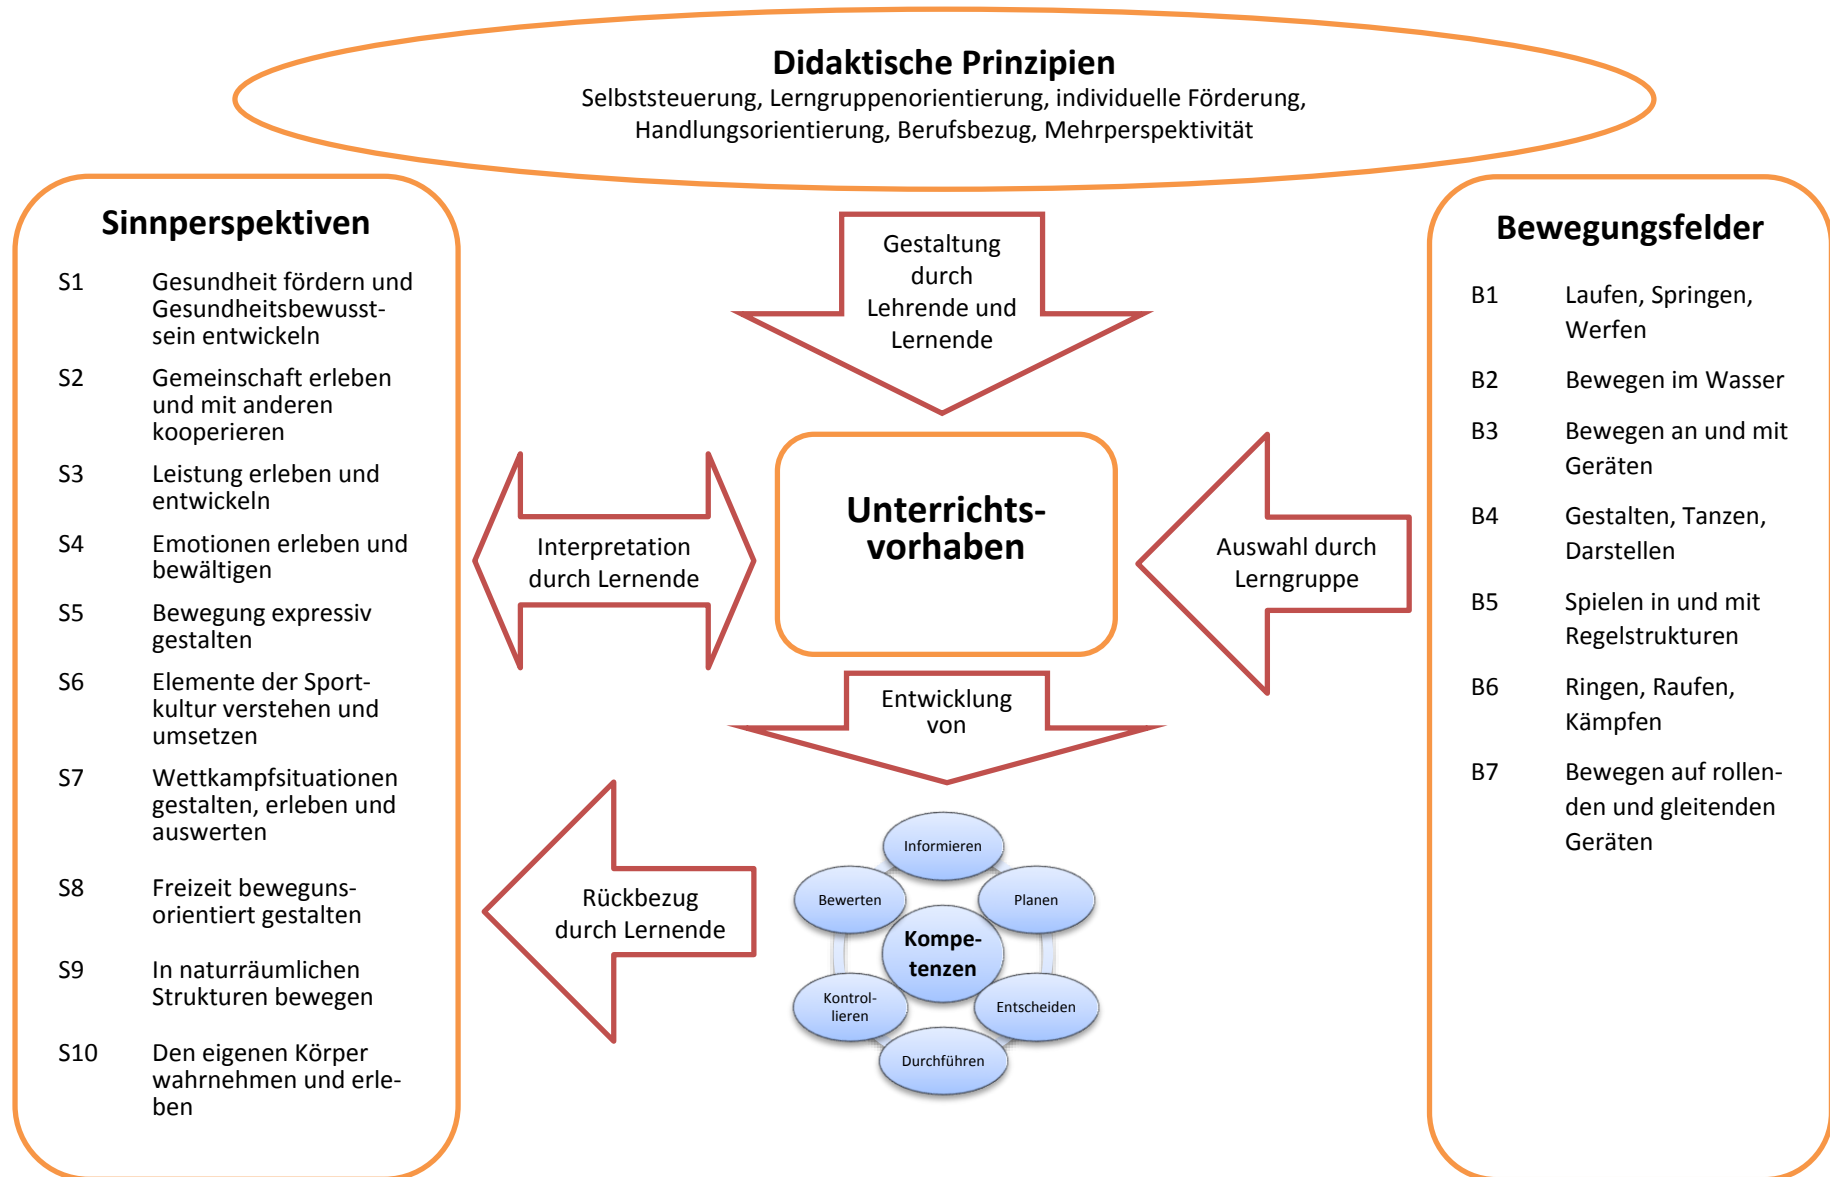 Didaktische Prinzipien
Selbststeuerung, Lerngruppenorientierung, individuelle Förderung,
Handlungsorientierung, Berufsbezug, Mehrperspektivität
Sinnperspektiven
S1 Gesundheit fördern und
Gesundheitsbewusst-
sein entwickeln
S2 Gemeinschaft erleben
und mit anderen
kooperieren
S3 Leistung erleben und
entwickeln
S4 Emotionen erleben und
bewältigen
S5 Bewegung expressiv
gestalten
S6 Elemente der Sport-
kultur verstehen und
umsetzen
S7 Wettkampfsituationen
gestalten, erleben und
auswerten
S8 Freizeit beweguns-
orientiert gestalten
S9 In naturräumlichen
Strukturen bewegen
S10 Den eigenen Körper
wahrnehmen und erle-
ben
Gestaltung
durch
Lehrende und
Lernende
Interpretation
durch Lernende
Unterrichts-
vorhaben
Auswahl durch
Lerngruppe
Entwicklung
von
Rückbezug
durch Lernende
Informieren
Bewerten
Planen
Kompe-
tenzen
Kontrol-
lieren
Entscheiden
Durchführen
Bewegungsfelder
B1 Laufen, Springen,
Werfen
B2 Bewegen im Wasser
B3 Bewegen an und mit
Geräten
B4 Gestalten, Tanzen,
Darstellen
B5 Spielen in und mit
Regelstrukturen
B6 Ringen, Raufen,
Kämpfen
B7 Bewegen auf rollen-
den und gleitenden
Geräten